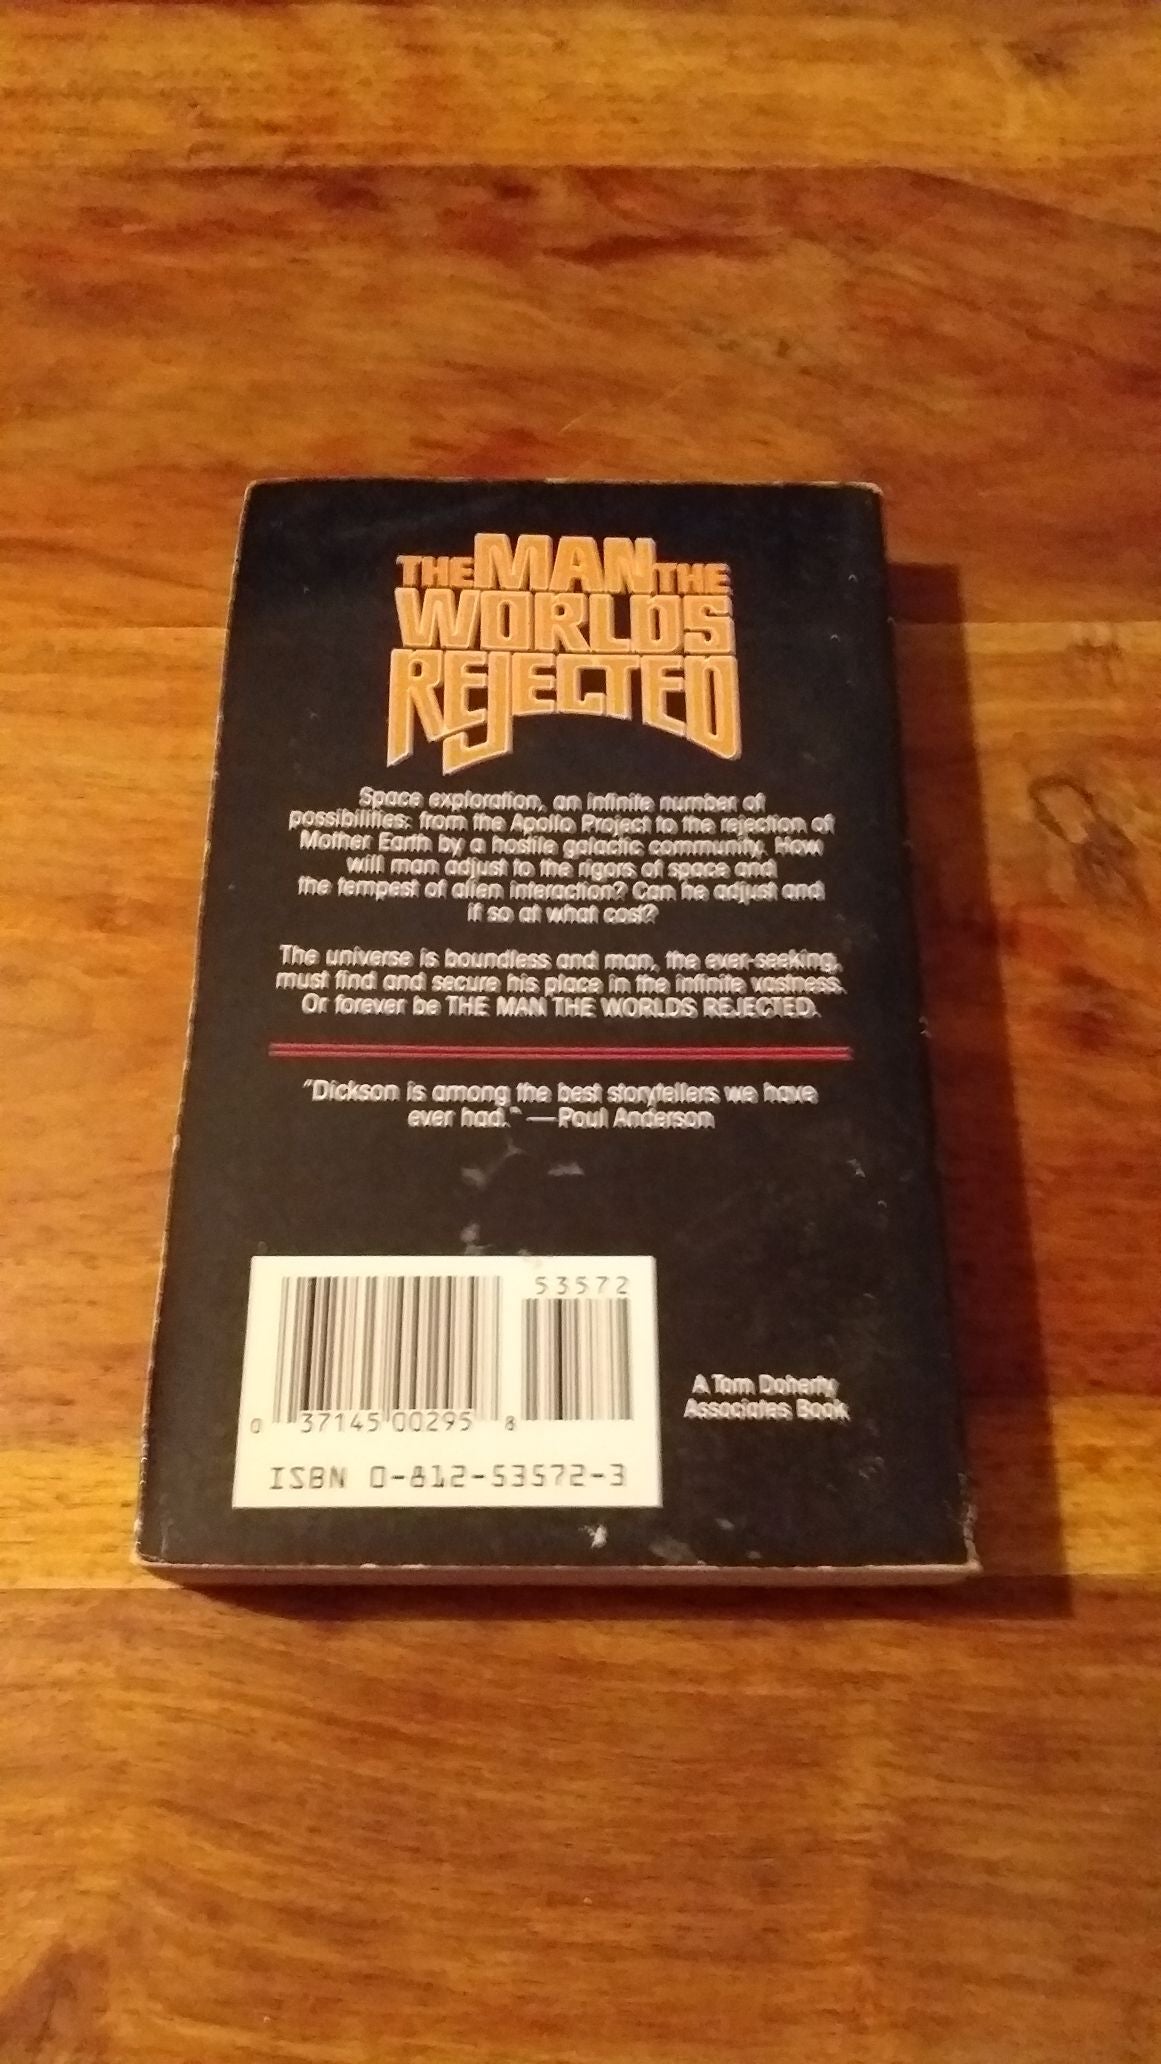 THE MAN THE
WORLDS
REJECTED
Space exploration, an infinite number of
possibilities: from the Apollo Project to the rejection of
Mother Earth by a hostile galactic community. How
will man adjust to the rigors of space and
the tempest of alien interaction? Can he adjust and
if so at what cost?
The universe is boundless and man, the ever-seeking,
must find and secure his place in the infinite vastness.
Or forever be THE MAN THE WORLDS REJECTED.
"Dickson is among the best storytellers we have
ever had." —Poul Anderson
53572
0 37145 00295 8
ISBN 0-812-53572-3
A Tom Doherty
Associates Book